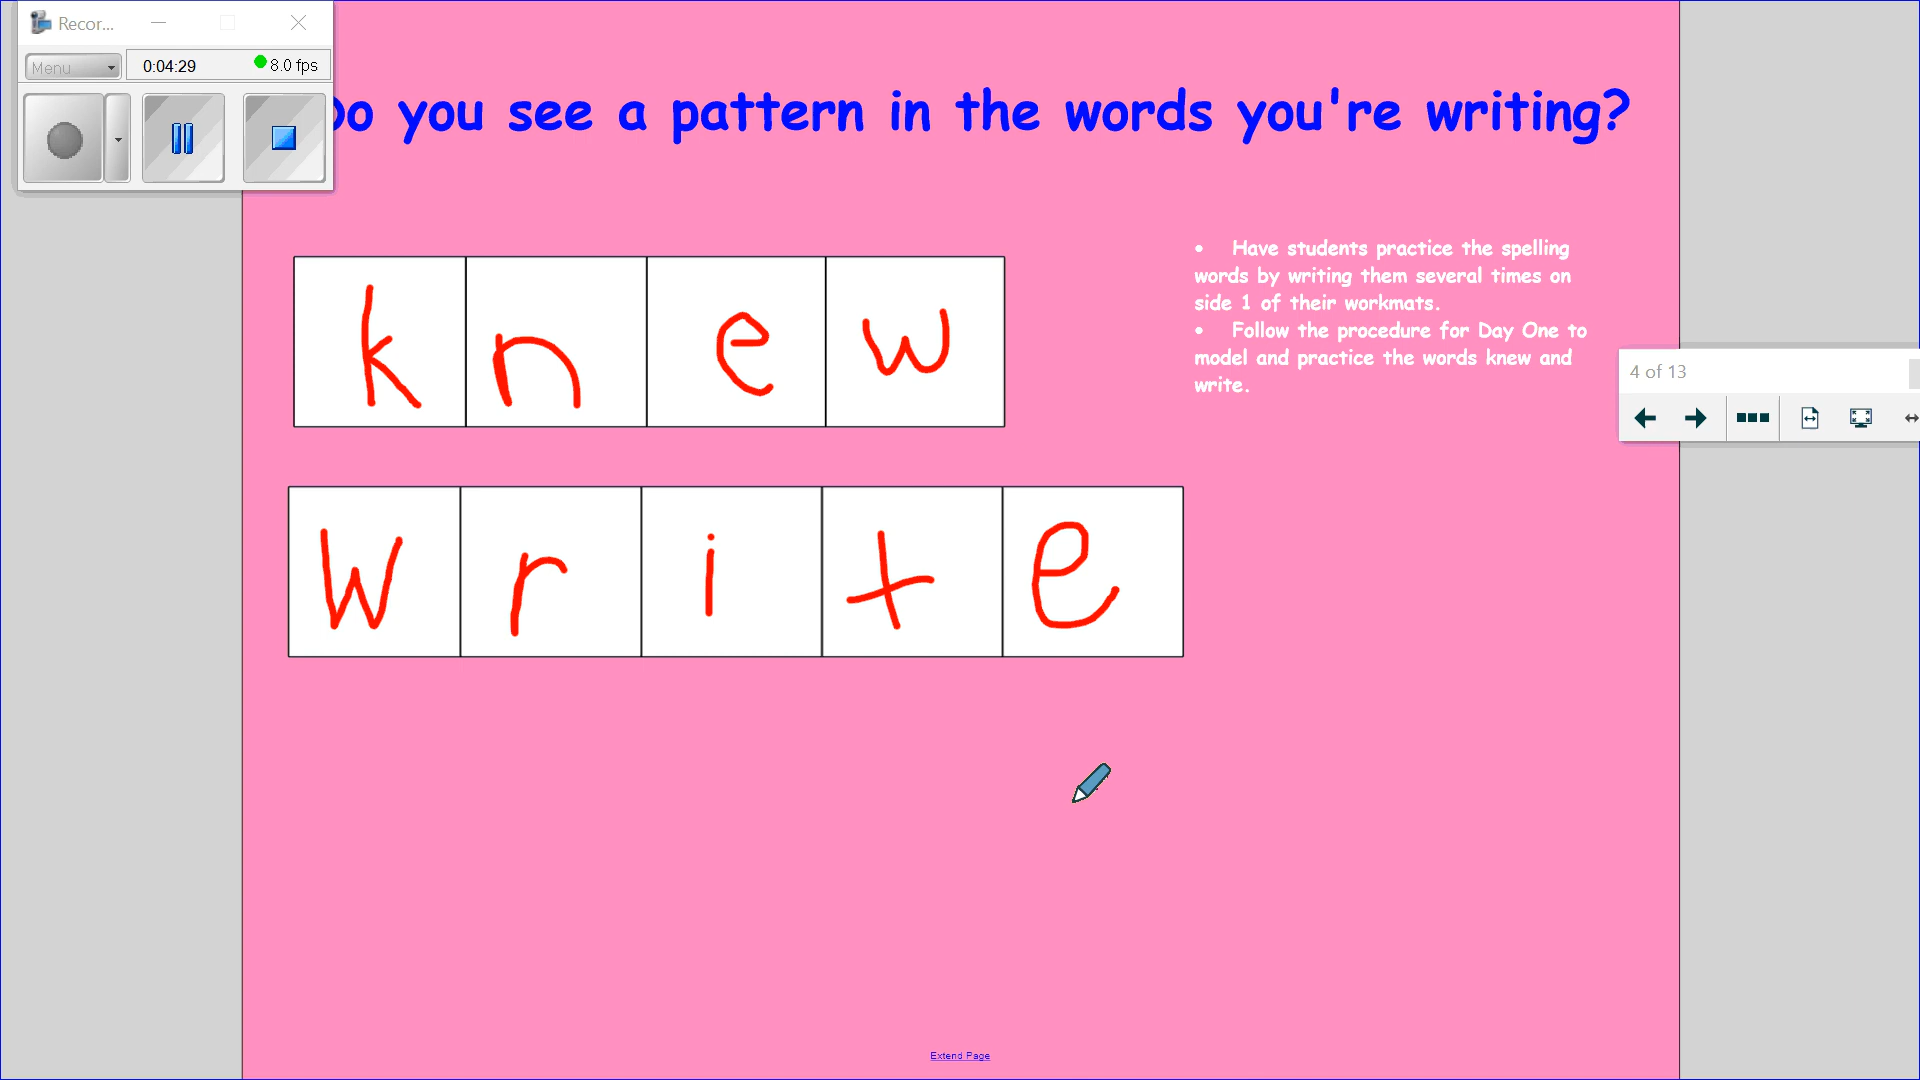 Recor...
Menu
0:04:29
8.0 fps
Do you see a pattern in the words you're writing?
k n e w
w r i t e
• Have students practice the spelling
words by writing them several times on
side 1 of their workmats.
• Follow the procedure for Day One to
model and practice the words knew and
write.
4 of 13
Extend Page